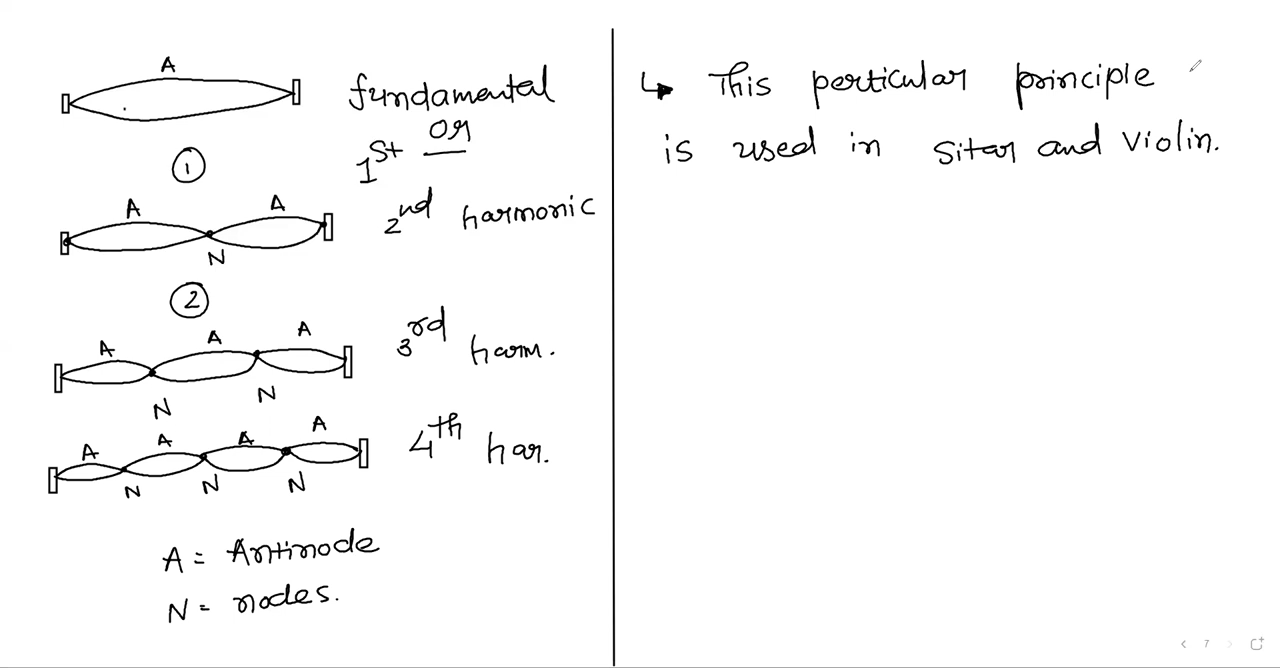 A
fundamental
or
1st
①
A A
2nd harmonic
N
②
A A A
3rd harm.
N N
A A A A
4th har.
N N N
A = Antinode
N = nodes.
↳ This perticular principle
is used in sitar and violin.
< 7 >